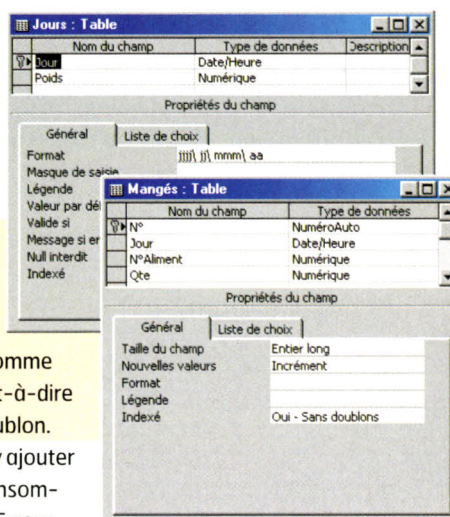 Jours : Table
Nom du champ Type de données Description
Jour Date/Heure
Poids Numérique
Propriétés du champ
Général Liste de choix
Format jjjj\ jj\ mmm\ aa
Masque de saisie
Légende
Valeur par dé
Valide si
Message si er
Null interdit
Indexé
Mangés : Table
Nom du champ Type de données
N° NuméroAuto
Jour Date/Heure
N°Aliment Numérique
Qte Numérique
Propriétés du champ
Général Liste de choix
Taille du champ Entier long
Nouvelles valeurs Incrément
Format
Légende
Indexé Oui - Sans doublons
omme
t-à-dire
ublon.
y ajouter
nsom-